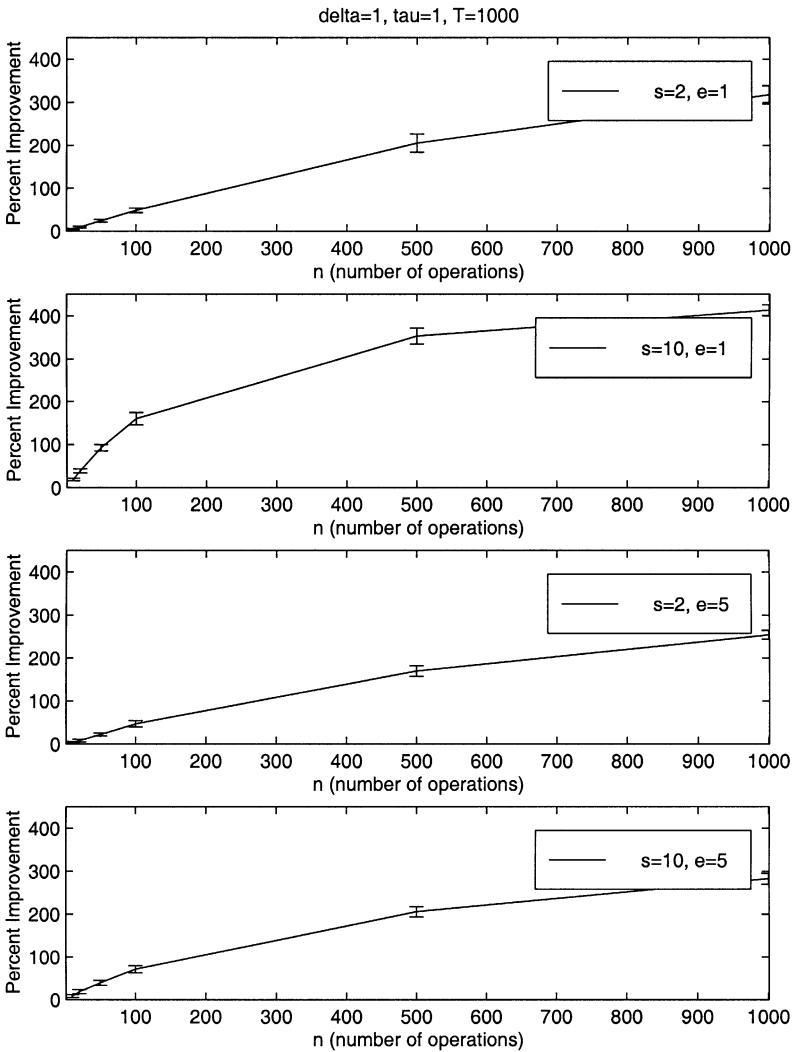 delta=1, tau=1, T=1000
Percent Improvement
400
300
200
100
0
s=2, e=1
100 200 300 400 500 600 700 800 900 1000
n (number of operations)
Percent Improvement
400
300
200
100
0
s=10, e=1
100 200 300 400 500 600 700 800 900 1000
n (number of operations)
Percent Improvement
400
300
200
100
0
s=2, e=5
100 200 300 400 500 600 700 800 900 1000
n (number of operations)
Percent Improvement
400
300
200
100
0
s=10, e=5
100 200 300 400 500 600 700 800 900 1000
n (number of operations)